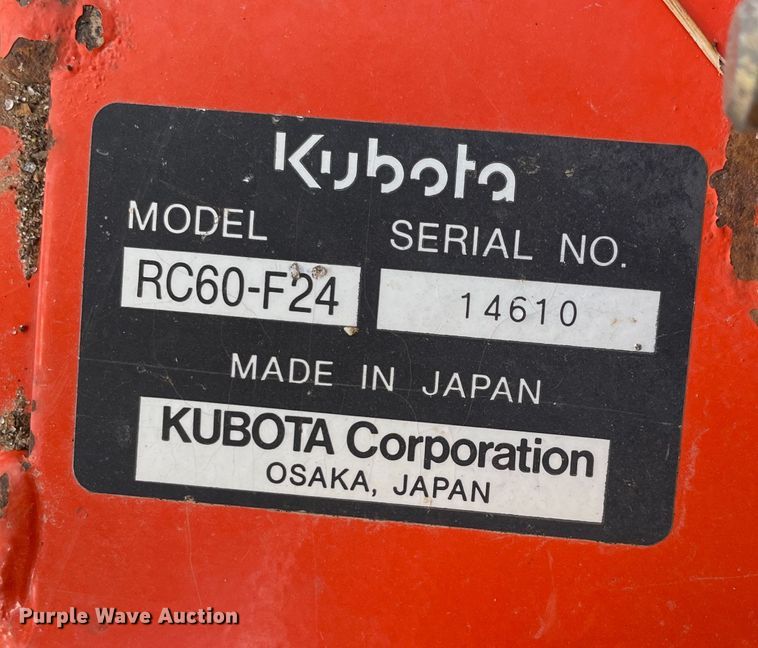 Kubota
MODEL
SERIAL NO.
RC60-F24
14610
MADE IN JAPAN
KUBOTA Corporation
OSAKA, JAPAN
Purple Wave Auction